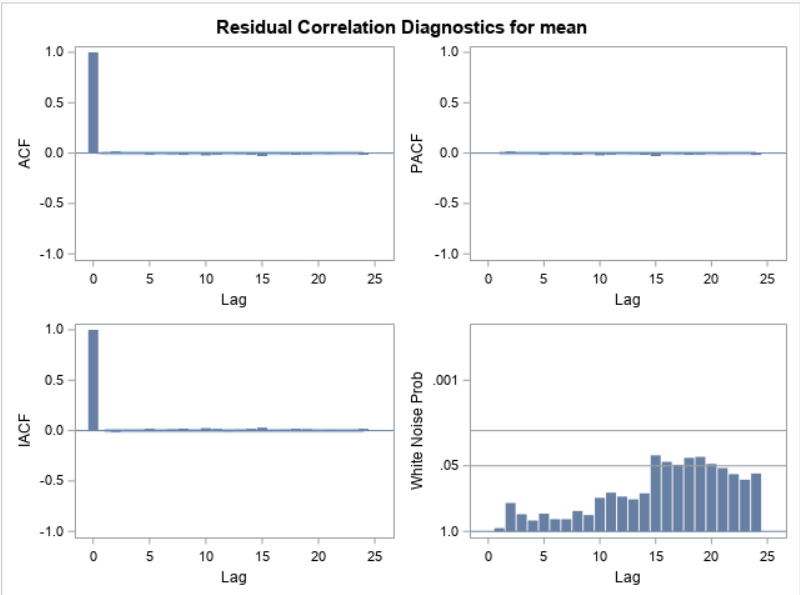 Residual Correlation Diagnostics for mean
1.0
0.5
0.0
-0.5
-1.0
ACF
0 5 10 15 20 25
Lag
1.0
0.5
0.0
-0.5
-1.0
PACF
0 5 10 15 20 25
Lag
1.0
0.5
0.0
-0.5
-1.0
IACF
0 5 10 15 20 25
Lag
.001
.05
1.0
White Noise Prob
0 5 10 15 20 25
Lag